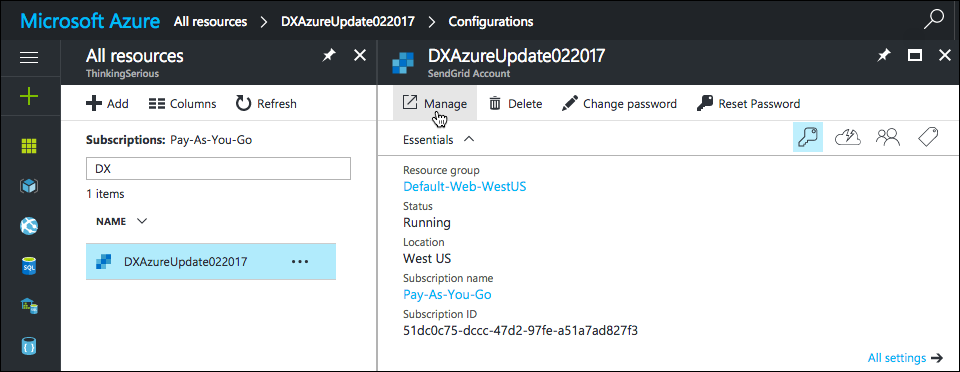 Microsoft Azure All resources > DXAzureUpdate022017 > Configurations
All resources
ThinkingSerious
Add Columns Refresh
Subscriptions: Pay-As-You-Go
DX
1 items
NAME
DXAzureUpdate022017 ...
DXAzureUpdate022017
SendGrid Account
Manage Delete Change password Reset Password
Essentials
Resource group
Default-Web-WestUS
Status
Running
Location
West US
Subscription name
Pay-As-You-Go
Subscription ID
51dc0c75-dccc-47d2-97fe-a51a7ad827f3
All settings →
SQL